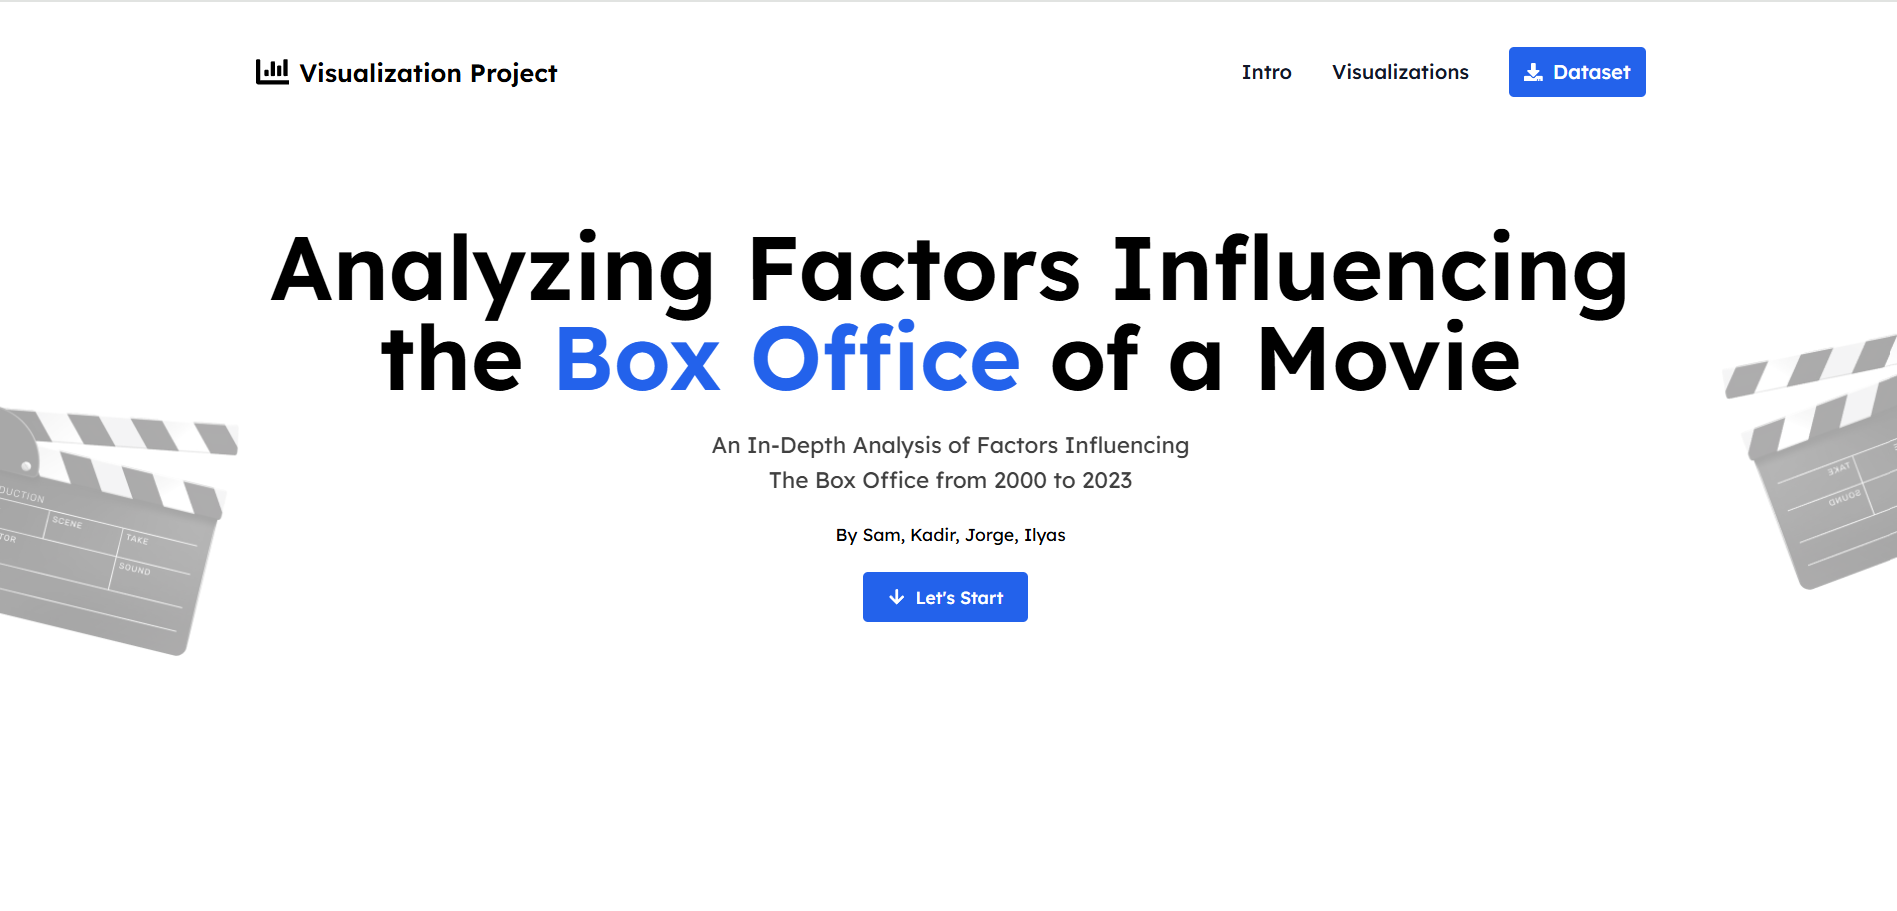 Visualization Project
Intro
Visualizations
Dataset
Analyzing Factors Influencing
the Box Office of a Movie
An In-Depth Analysis of Factors Influencing
The Box Office from 2000 to 2023
By Sam, Kadir, Jorge, Ilyas
Let's Start
SCENE
TAKE
SOUND
TAKE
SOUND